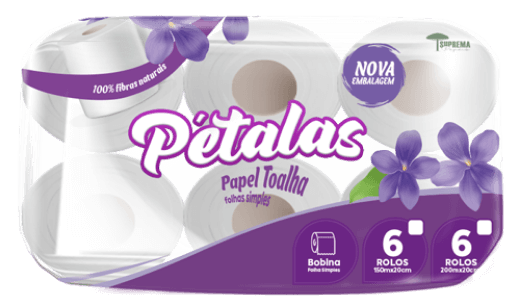 SUPREMA
NOVA
EMBALAGEM
100% fibras naturais
Pétalas
Papel Toalha
folhas simples
Bobina
Folha Simples
6
ROLOS
150mx20cm
6
ROLOS
200mx20cm